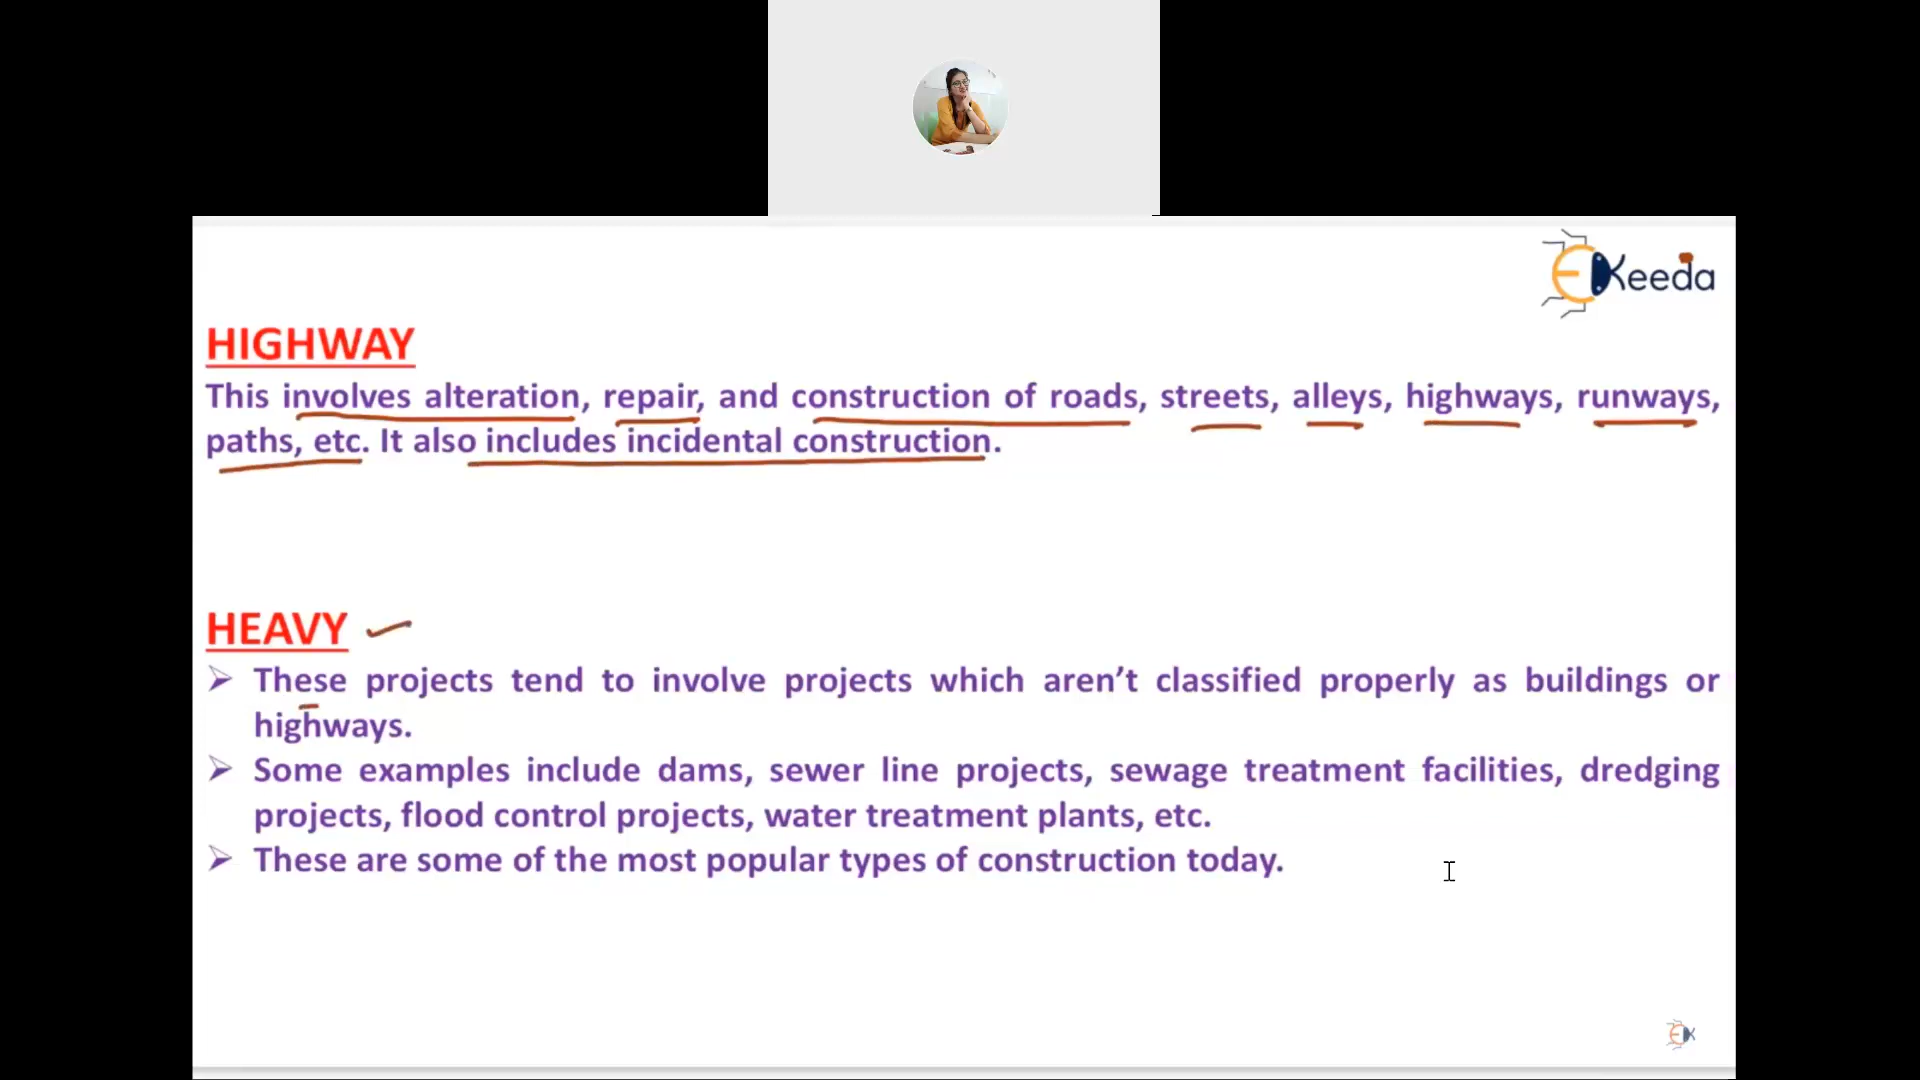 EKeeda
HIGHWAY
This involves alteration, repair, and construction of roads, streets, alleys, highways, runways,
paths, etc. It also includes incidental construction.
HEAVY
➢ These projects tend to involve projects which aren’t classified properly as buildings or
highways.
➢ Some examples include dams, sewer line projects, sewage treatment facilities, dredging
projects, flood control projects, water treatment plants, etc.
➢ These are some of the most popular types of construction today.
EK